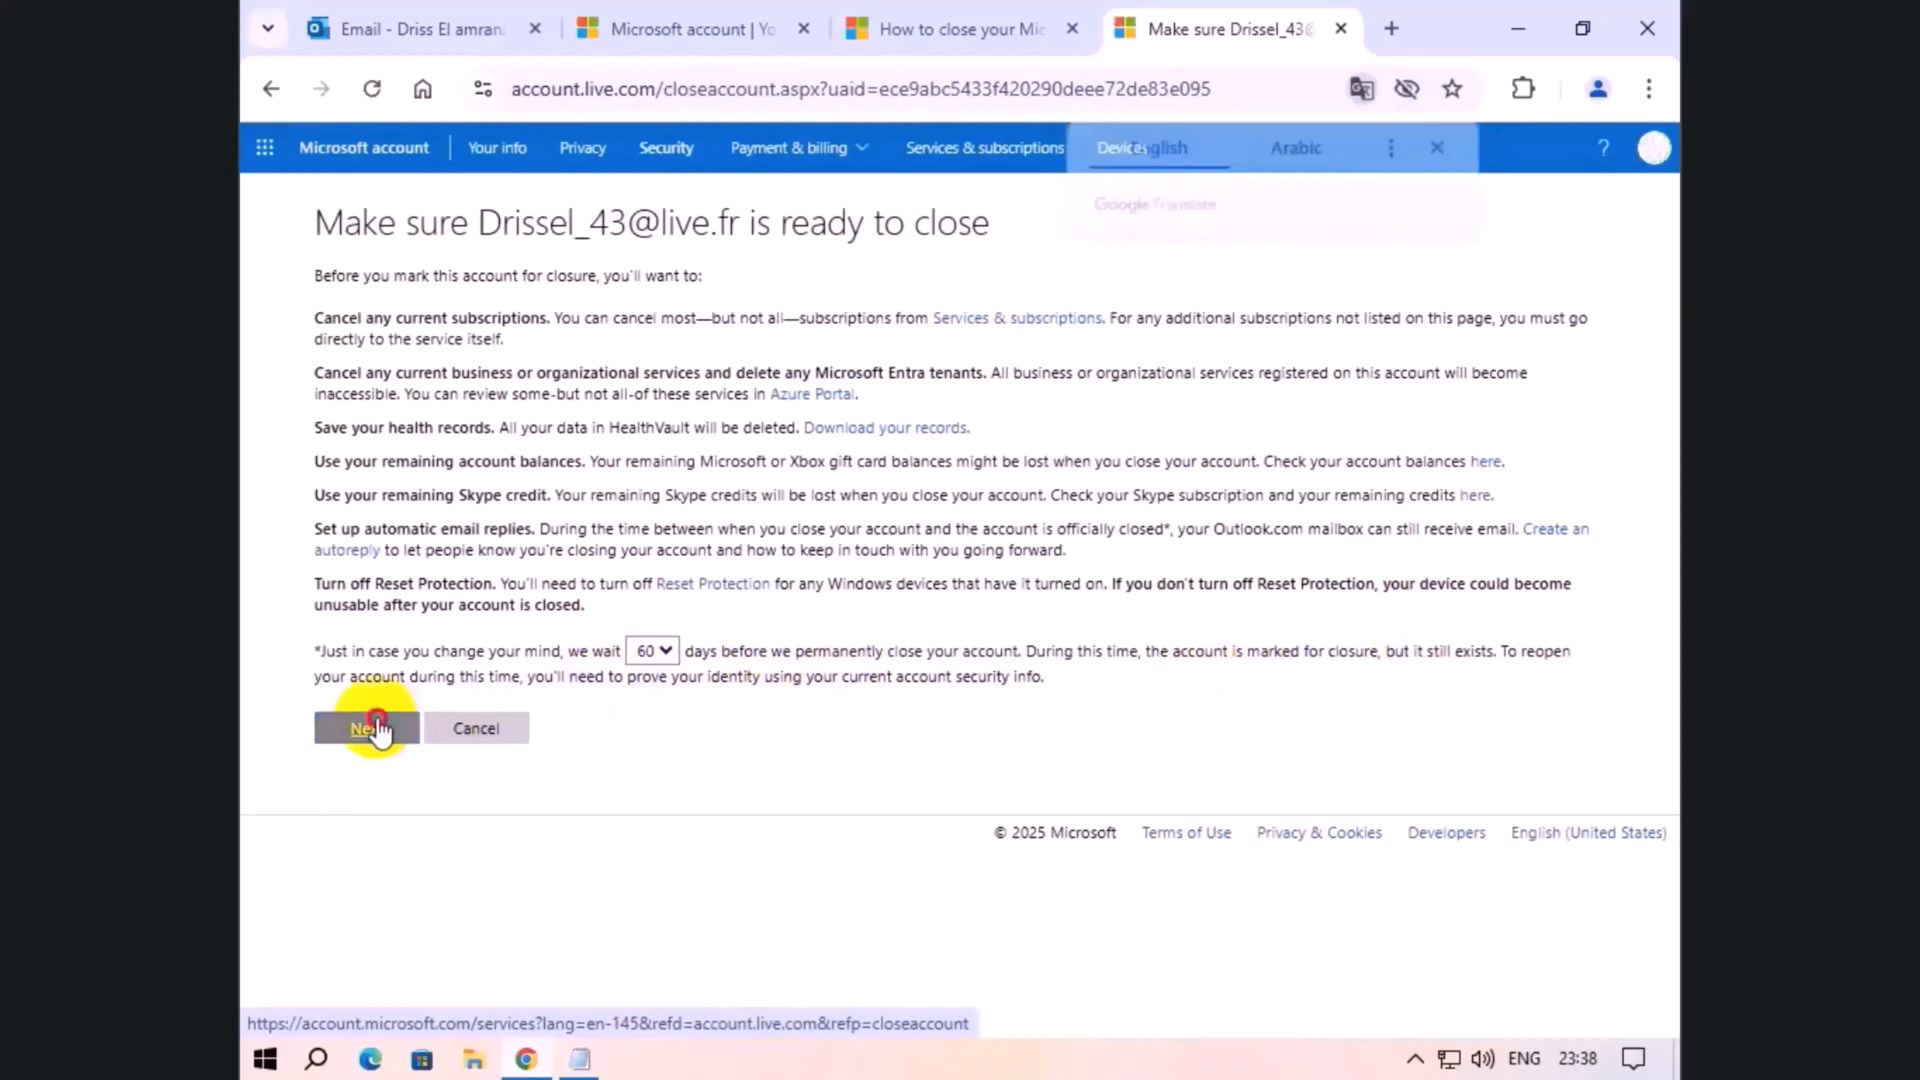 Email - Driss El amran
Microsoft account | Yo
How to close your Mic
Make sure Drissel_43@
account.live.com/closeaccount.aspx?uaid=ece9abc5433f420290deee72de83e095
Microsoft account
Your info
Privacy
Security
Payment & billing
Services & subscriptions
Devices
English
Arabic
?
Google Translate
Make sure Drissel_43@live.fr is ready to close
Before you mark this account for closure, you'll want to:
Cancel any current subscriptions. You can cancel most—but not all—subscriptions from Services & subscriptions. For any additional subscriptions not listed on this page, you must go
directly to the service itself.
Cancel any current business or organizational services and delete any Microsoft Entra tenants. All business or organizational services registered on this account will become
inaccessible. You can review some-but not all-of these services in Azure Portal.
Save your health records. All your data in HealthVault will be deleted. Download your records.
Use your remaining account balances. Your remaining Microsoft or Xbox gift card balances might be lost when you close your account. Check your account balances here.
Use your remaining Skype credit. Your remaining Skype credits will be lost when you close your account. Check your Skype subscription and your remaining credits here.
Set up automatic email replies. During the time between when you close your account and the account is officially closed*, your Outlook.com mailbox can still receive email. Create an
autoreply to let people know you're closing your account and how to keep in touch with you going forward.
Turn off Reset Protection. You'll need to turn off Reset Protection for any Windows devices that have it turned on. If you don't turn off Reset Protection, your device could become
unusable after your account is closed.
*Just in case you change your mind, we wait 60 days before we permanently close your account. During this time, the account is marked for closure, but it still exists. To reopen
your account during this time, you'll need to prove your identity using your current account security info.
Cancel
© 2025 Microsoft
Terms of Use
Privacy & Cookies
Developers
English (United States)
https://account.microsoft.com/services?lang=en-145&refd=account.live.com&refp=closeaccount
ENG
23:38